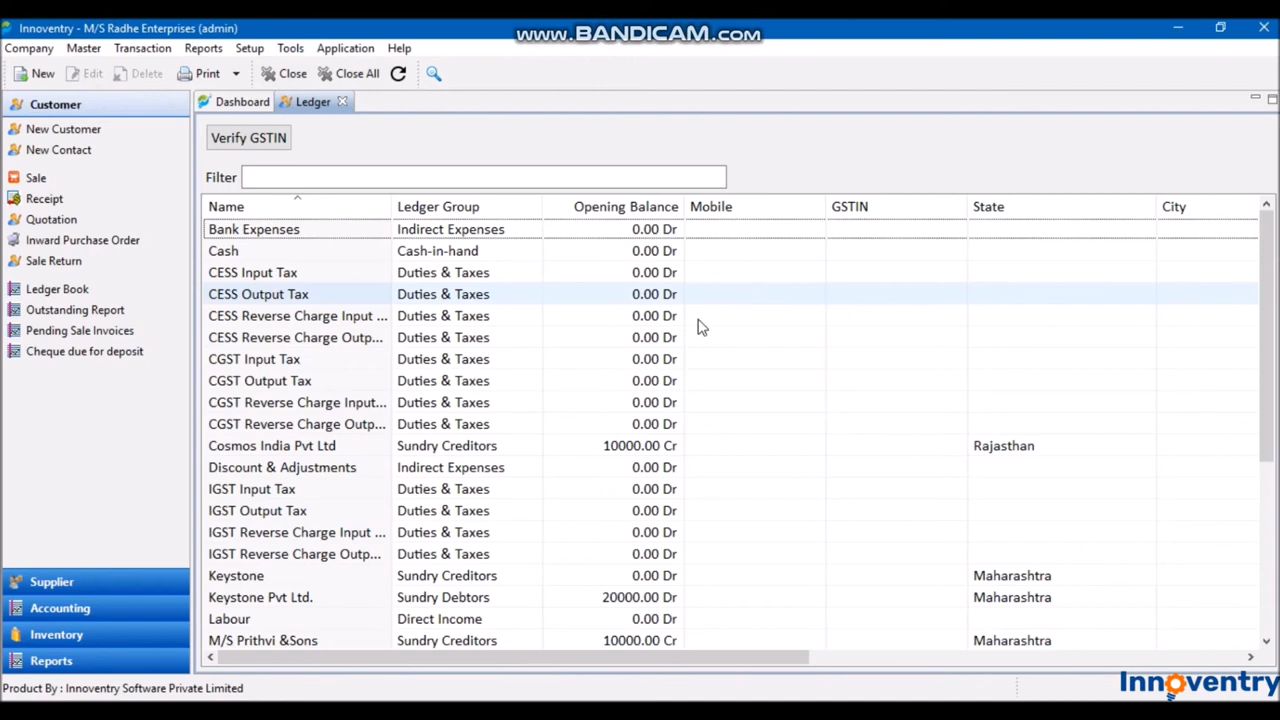 Innoventry - M/S Radhe Enterprises (admin)
www.BANDICAM.com
Company Master Transaction Reports Setup Tools Application Help
New Edit Delete Print Close Close All
Customer
New Customer
New Contact
Sale
Receipt
Quotation
Inward Purchase Order
Sale Return
Ledger Book
Outstanding Report
Pending Sale Invoices
Cheque due for deposit
Supplier
Accounting
Inventory
Reports
Dashboard Ledger
Verify GSTIN
Filter
Name Ledger Group Opening Balance Mobile GSTIN State City
Bank Expenses Indirect Expenses 0.00 Dr
Cash Cash-in-hand 0.00 Dr
CESS Input Tax Duties & Taxes 0.00 Dr
CESS Output Tax Duties & Taxes 0.00 Dr
CESS Reverse Charge Input ... Duties & Taxes 0.00 Dr
CESS Reverse Charge Outp... Duties & Taxes 0.00 Dr
CGST Input Tax Duties & Taxes 0.00 Dr
CGST Output Tax Duties & Taxes 0.00 Dr
CGST Reverse Charge Input... Duties & Taxes 0.00 Dr
CGST Reverse Charge Outp... Duties & Taxes 0.00 Dr
Cosmos India Pvt Ltd Sundry Creditors 10000.00 Cr Rajasthan
Discount & Adjustments Indirect Expenses 0.00 Dr
IGST Input Tax Duties & Taxes 0.00 Dr
IGST Output Tax Duties & Taxes 0.00 Dr
IGST Reverse Charge Input ... Duties & Taxes 0.00 Dr
IGST Reverse Charge Outp... Duties & Taxes 0.00 Dr
Keystone Sundry Creditors 0.00 Dr Maharashtra
Keystone Pvt Ltd. Sundry Debtors 20000.00 Dr Maharashtra
Labour Direct Income 0.00 Dr
M/S Prithvi &Sons Sundry Creditors 10000.00 Cr Maharashtra
Product By : Innoventry Software Private Limited
Innoventry